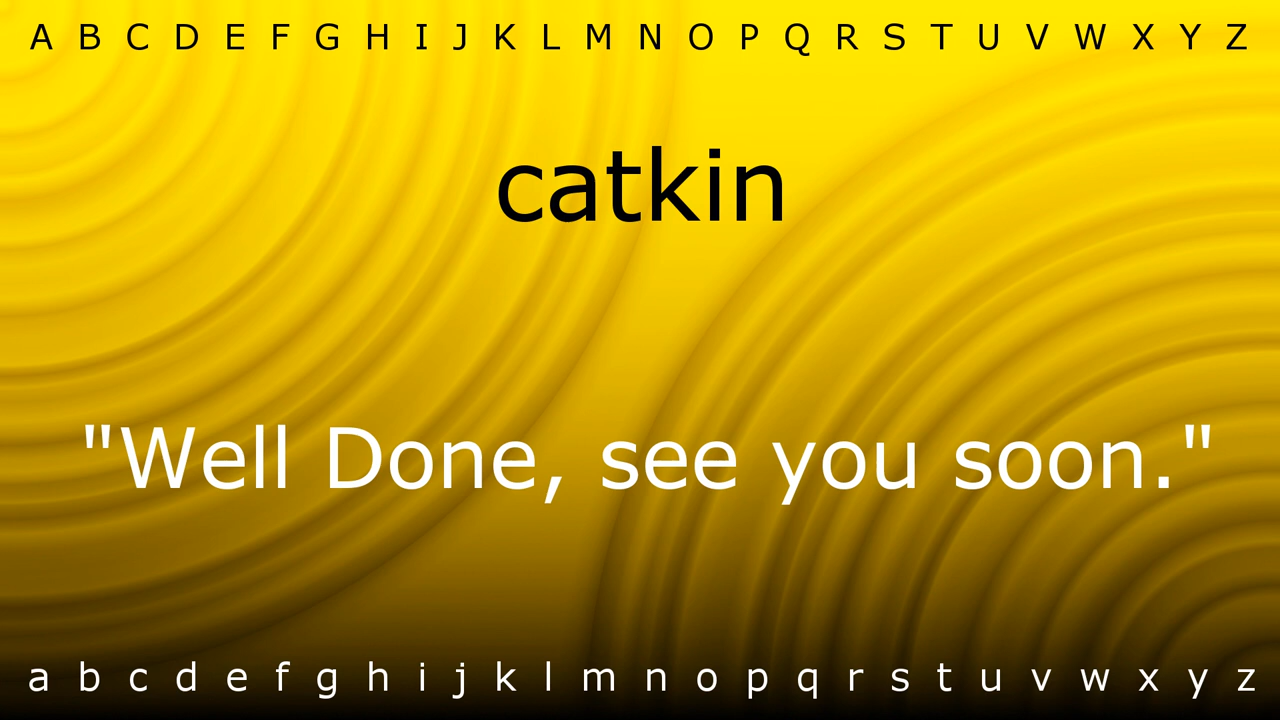 A B C D E F G H I J K L M N O P Q R S T U V W X Y Z
catkin
"Well Done, see you soon."
a b c d e f g h i j k l m n o p q r s t u v w x y z